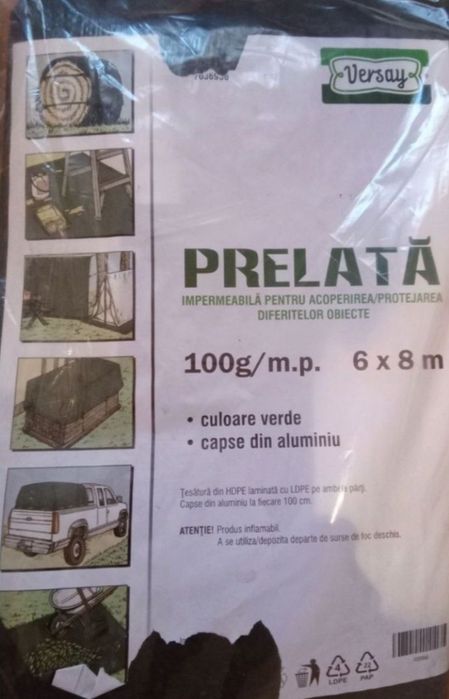 Versay
PRELATĂ
IMPERMEABILĂ PENTRU ACOPERIREA/PROTEJAREA
DIFERITELOR OBIECTE
100g/m.p. 6 x 8 m
• culoare verde
• capse din aluminiu
Țesătură din HDPE laminată cu LDPE pe ambele părți.
Capse din aluminiu la fiecare 100 cm.
ATENȚIE! Produs inflamabil.
A se utiliza/depozita departe de surse de foc deschis.
4 22
LDPE PAP